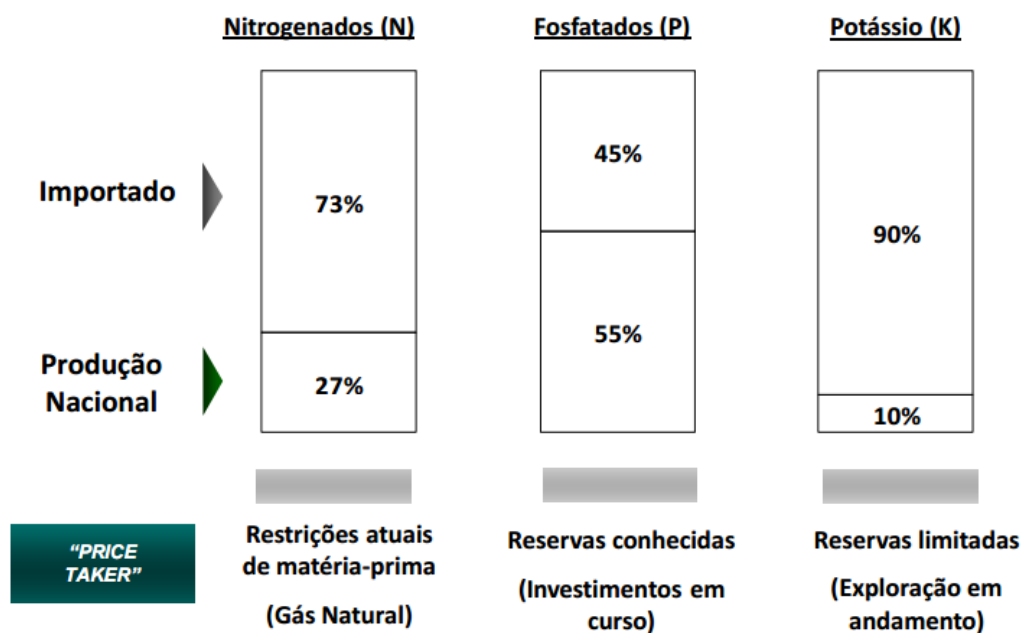 Nitrogenados (N)
Fosfatados (P)
Potássio (K)
Importado
73%
45%
90%
Produção
Nacional
27%
55%
10%
"PRICE
TAKER"
Restrições atuais
de matéria-prima
(Gás Natural)
Reservas conhecidas
(Investimentos em
curso)
Reservas limitadas
(Exploração em
andamento)